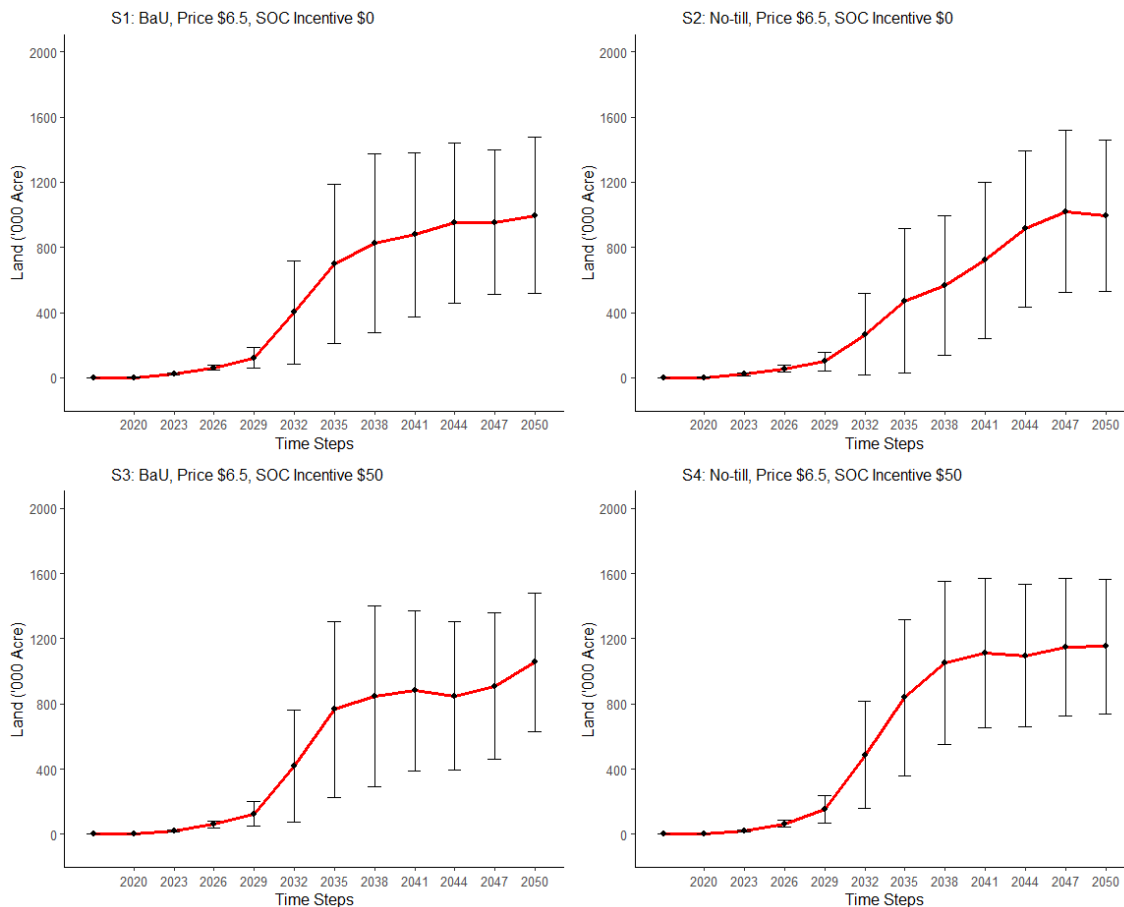 S1: BaU, Price $6.5, SOC Incentive $0
2000
1600
1200
800
400
0
Land ('000 Acre)
2020 2023 2026 2029 2032 2035 2038 2041 2044 2047 2050
Time Steps
S2: No-till, Price $6.5, SOC Incentive $0
2000
1600
1200
800
400
0
Land ('000 Acre)
2020 2023 2026 2029 2032 2035 2038 2041 2044 2047 2050
Time Steps
S3: BaU, Price $6.5, SOC Incentive $50
2000
1600
1200
800
400
0
Land ('000 Acre)
2020 2023 2026 2029 2032 2035 2038 2041 2044 2047 2050
Time Steps
S4: No-till, Price $6.5, SOC Incentive $50
2000
1600
1200
800
400
0
Land ('000 Acre)
2020 2023 2026 2029 2032 2035 2038 2041 2044 2047 2050
Time Steps